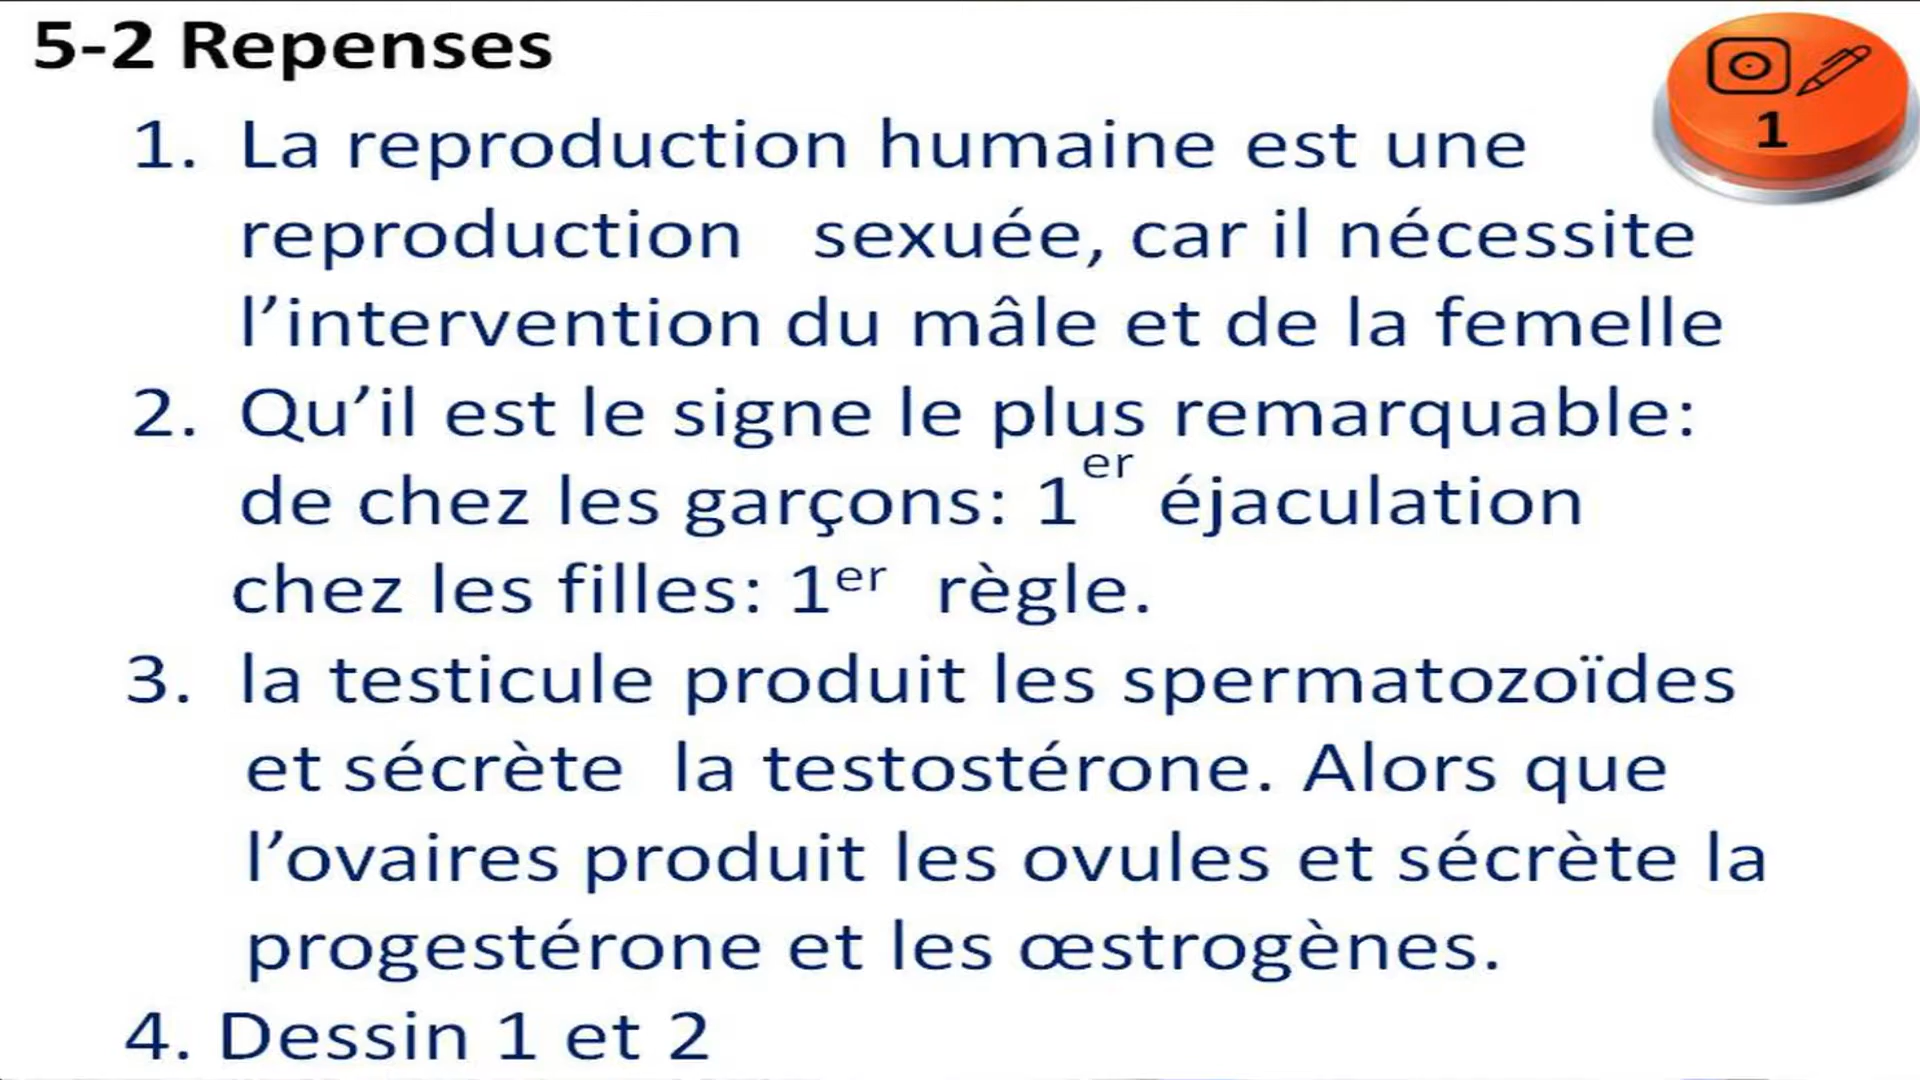 5-2 Repenses
1
1. La reproduction humaine est une
reproduction sexuée, car il nécessite
l’intervention du mâle et de la femelle
2. Qu’il est le signe le plus remarquable:
de chez les garçons: 1er éjaculation
chez les filles: 1er règle.
3. la testicule produit les spermatozoïdes
et sécrète la testostérone. Alors que
l’ovaires produit les ovules et sécrète la
progestérone et les œstrogènes.
4. Dessin 1 et 2